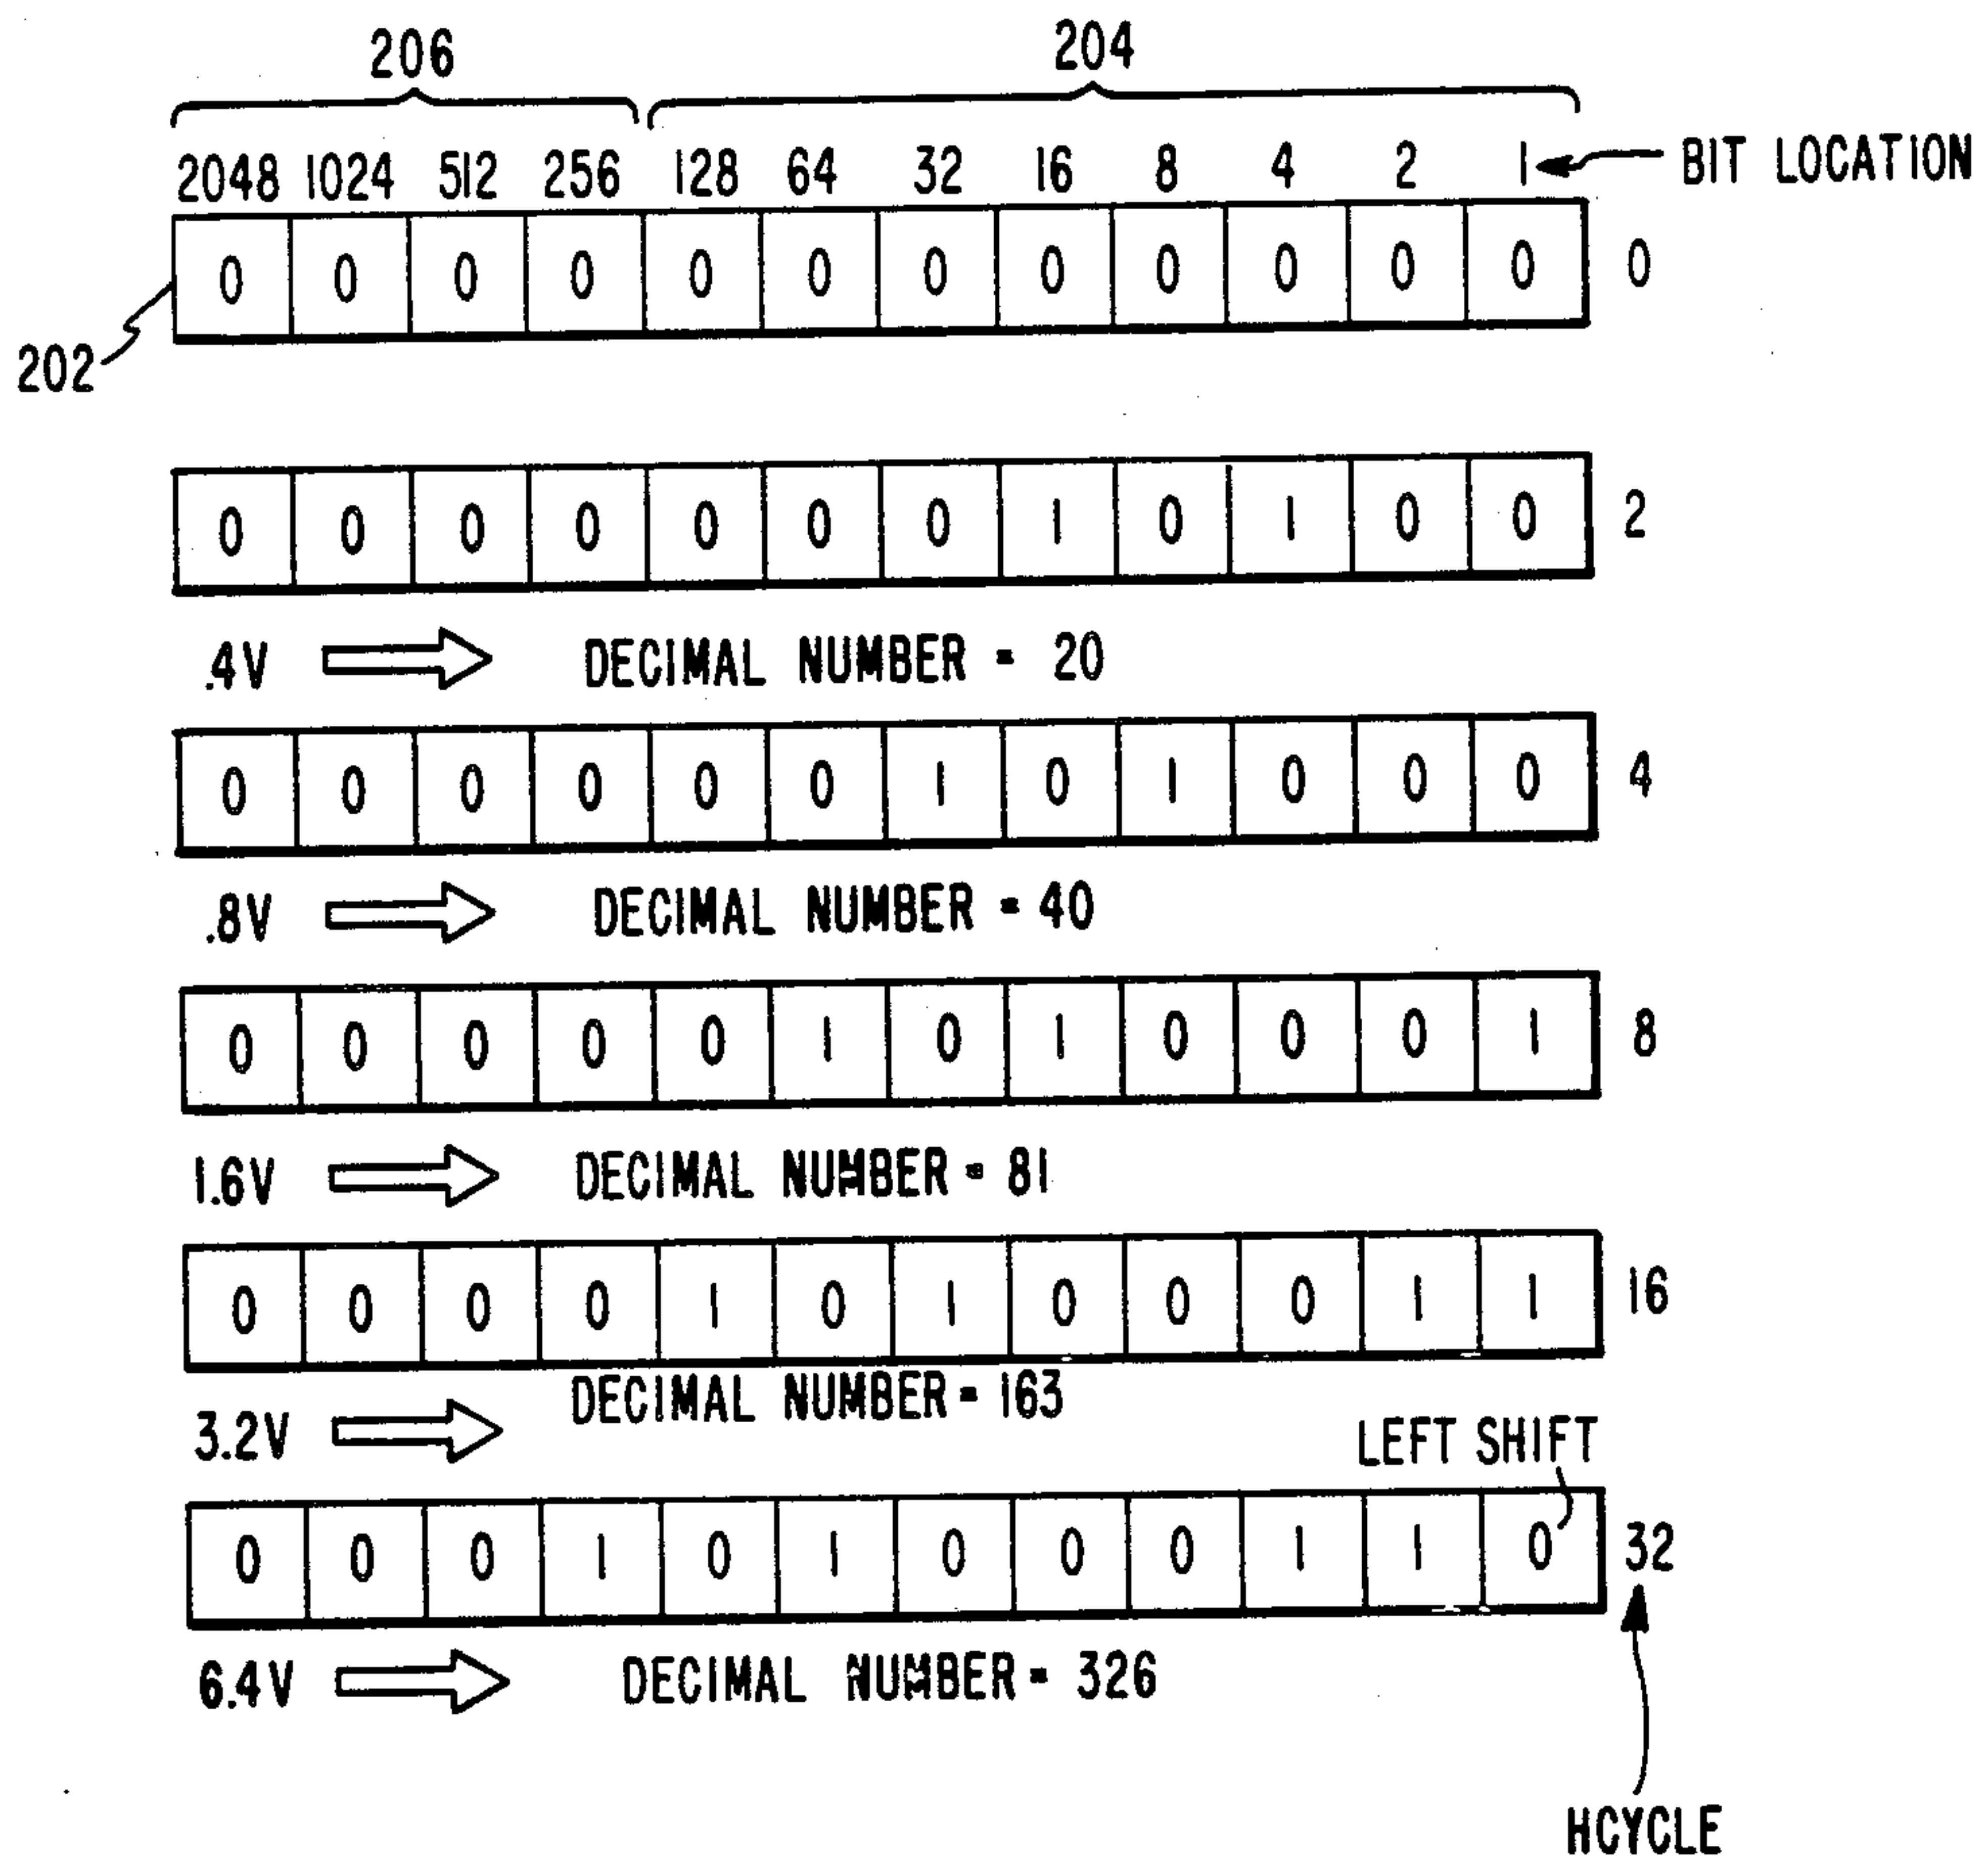 206 204
2048 1024 512 256 128 64 32 16 8 4 2 1 BIT LOCATION
0 0 0 0 0 0 0 0 0 0 0 0 0
202
0 0 0 0 0 0 0 1 0 1 0 0 2
.4V DECIMAL NUMBER = 20
0 0 0 0 0 0 1 0 1 0 0 0 4
.8V DECIMAL NUMBER = 40
0 0 0 0 0 1 0 1 0 0 0 1 8
1.6V DECIMAL NUMBER = 81
0 0 0 0 1 0 1 0 0 0 1 1 16
3.2V DECIMAL NUMBER = 163
LEFT SHIFT
0 0 0 1 0 1 0 0 0 1 1 0 32
6.4V DECIMAL NUMBER = 326
HCYCLE